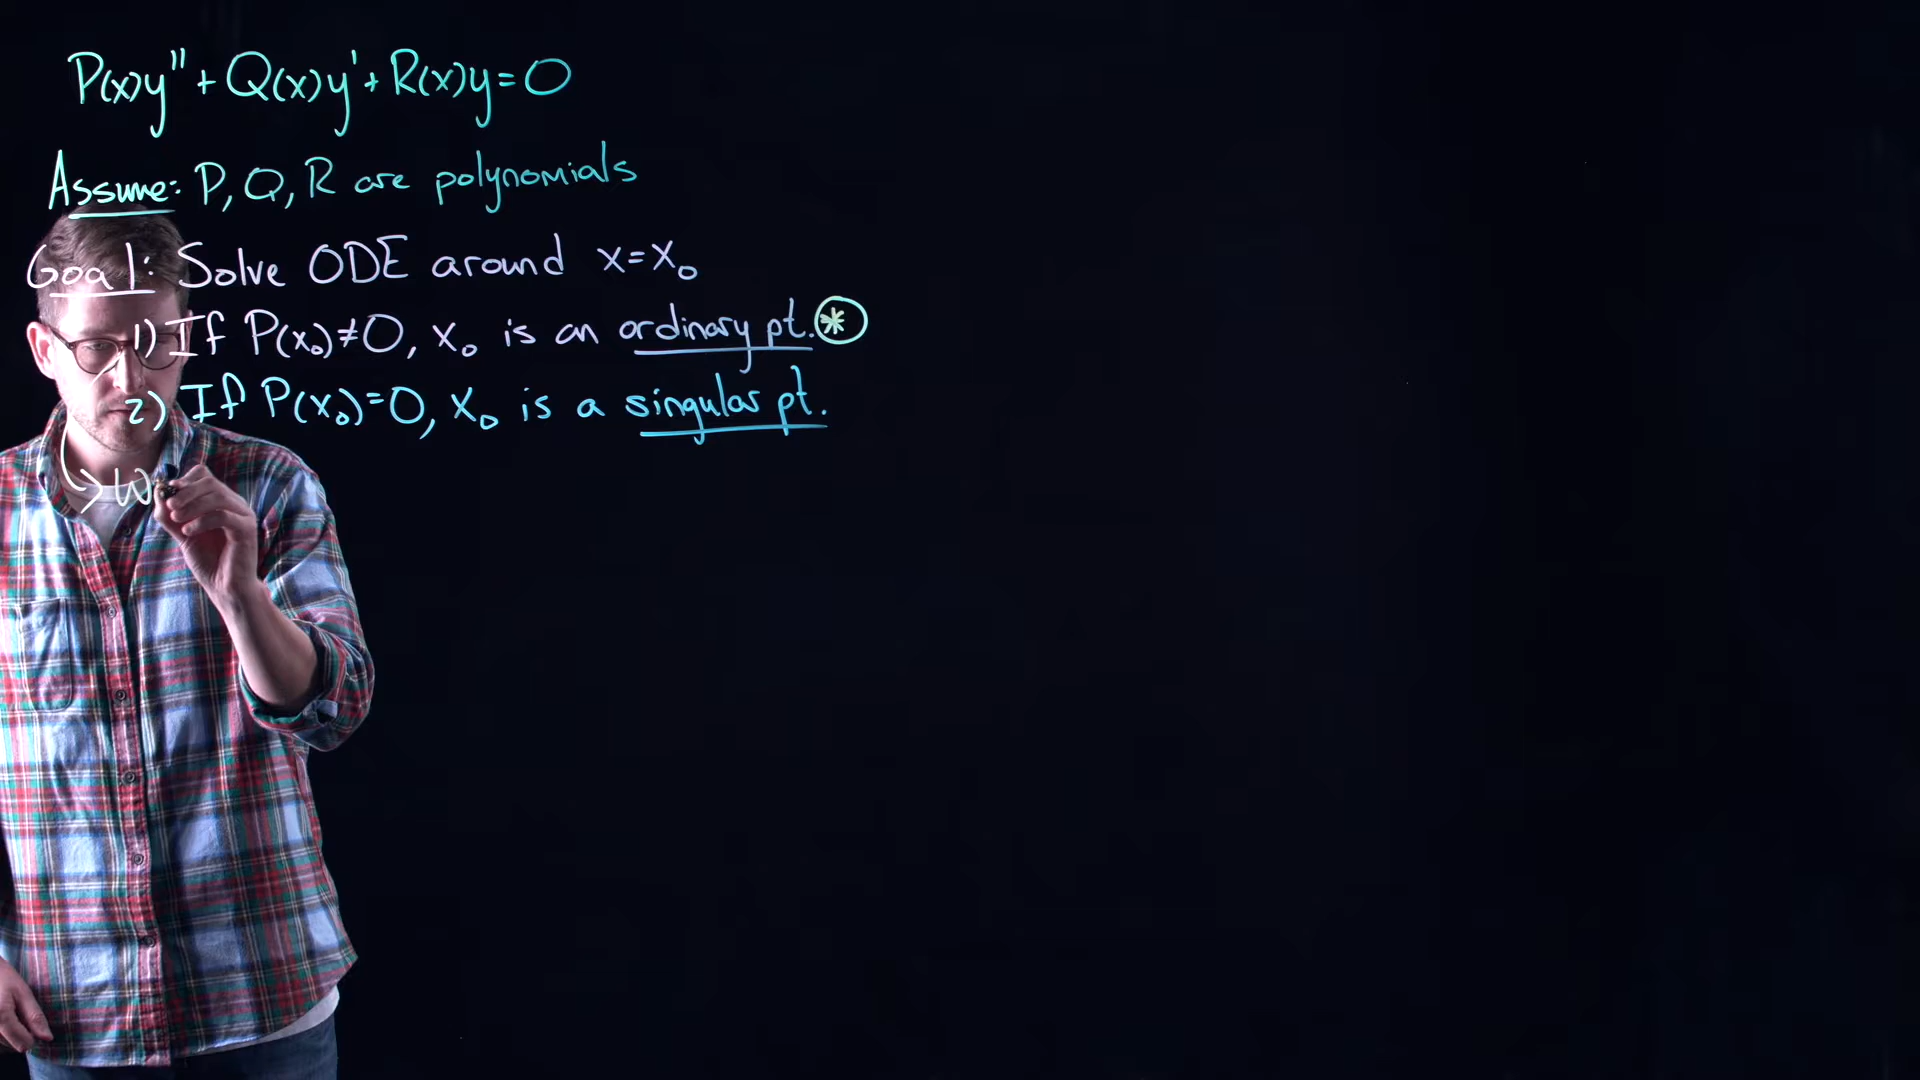 P(x)y'' + Q(x)y' + R(x)y = 0
Assume: P, Q, R are polynomials
Goal: Solve ODE around x = x₀
1) If P(x₀) ≠ 0, x₀ is an ordinary pt. *
2) If P(x₀) = 0, x₀ is a singular pt.
→ W